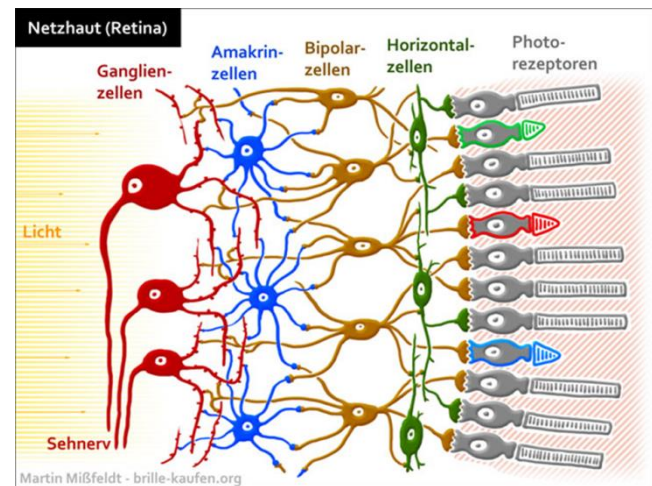 Netzhaut (Retina)
Ganglien-
zellen
Amakrin-
zellen
Bipolar-
zellen
Horizontal-
zellen
Photo-
rezeptoren
Licht
Sehnerv
Martin Mißfeldt - brille-kaufen.org